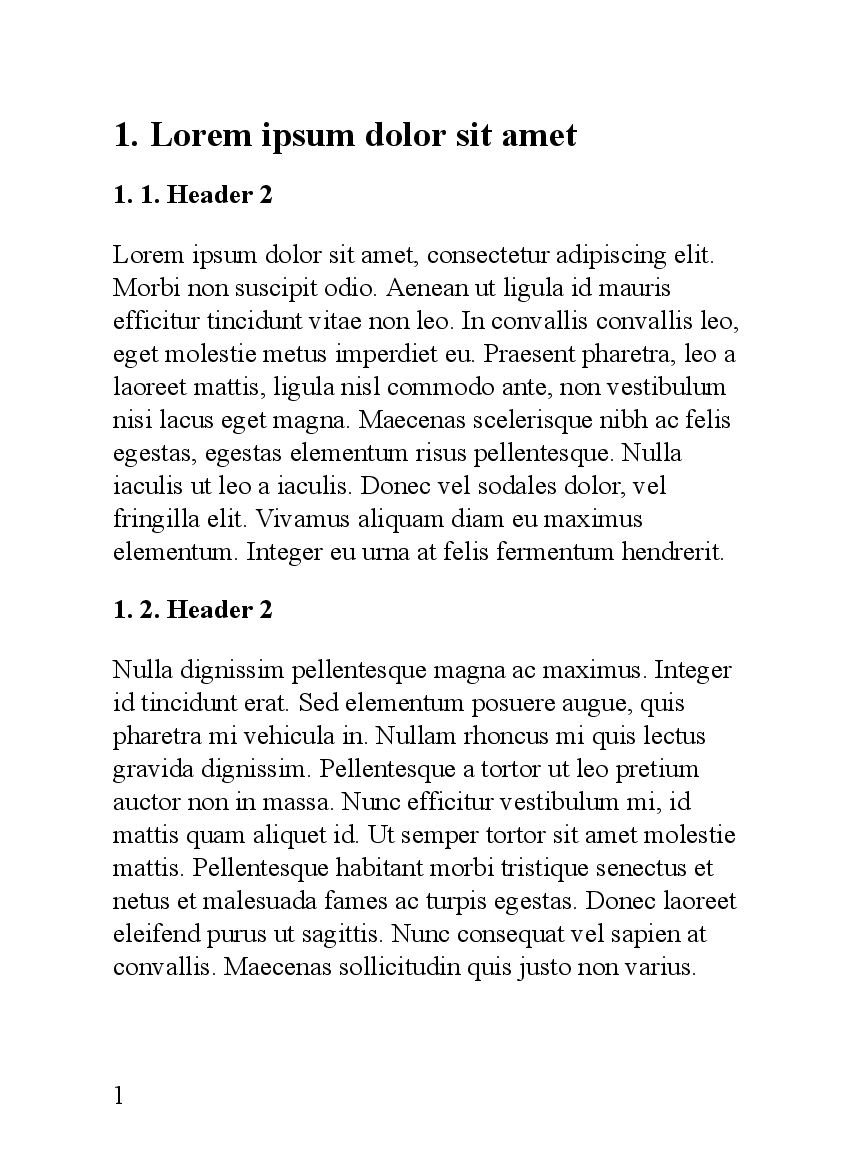 1. Lorem ipsum dolor sit amet
1. 1. Header 2
Lorem ipsum dolor sit amet, consectetur adipiscing elit.
Morbi non suscipit odio. Aenean ut ligula id mauris
efficitur tincidunt vitae non leo. In convallis convallis leo,
eget molestie metus imperdiet eu. Praesent pharetra, leo a
laoreet mattis, ligula nisl commodo ante, non vestibulum
nisi lacus eget magna. Maecenas scelerisque nibh ac felis
egestas, egestas elementum risus pellentesque. Nulla
iaculis ut leo a iaculis. Donec vel sodales dolor, vel
fringilla elit. Vivamus aliquam diam eu maximus
elementum. Integer eu urna at felis fermentum hendrerit.
1. 2. Header 2
Nulla dignissim pellentesque magna ac maximus. Integer
id tincidunt erat. Sed elementum posuere augue, quis
pharetra mi vehicula in. Nullam rhoncus mi quis lectus
gravida dignissim. Pellentesque a tortor ut leo pretium
auctor non in massa. Nunc efficitur vestibulum mi, id
mattis quam aliquet id. Ut semper tortor sit amet molestie
mattis. Pellentesque habitant morbi tristique senectus et
netus et malesuada fames ac turpis egestas. Donec laoreet
eleifend purus ut sagittis. Nunc consequat vel sapien at
convallis. Maecenas sollicitudin quis justo non varius.
1